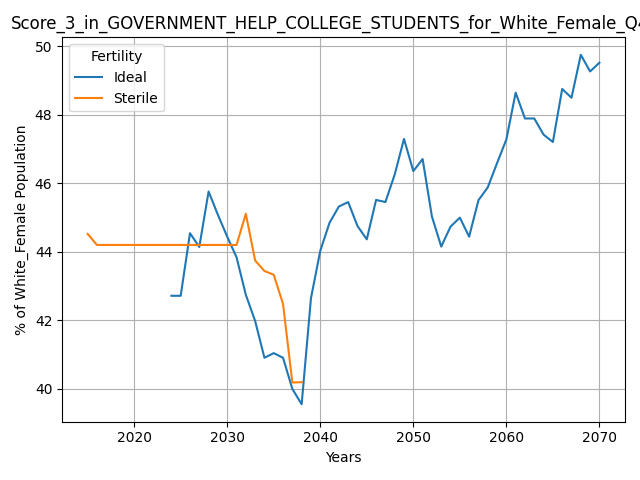 Score_3_in_GOVERNMENT_HELP_COLLEGE_STUDENTS_for_White_Female_Q4
Fertility
Ideal
Sterile
% of White_Female Population
50
48
46
44
42
40
2020 2030 2040 2050 2060 2070
Years